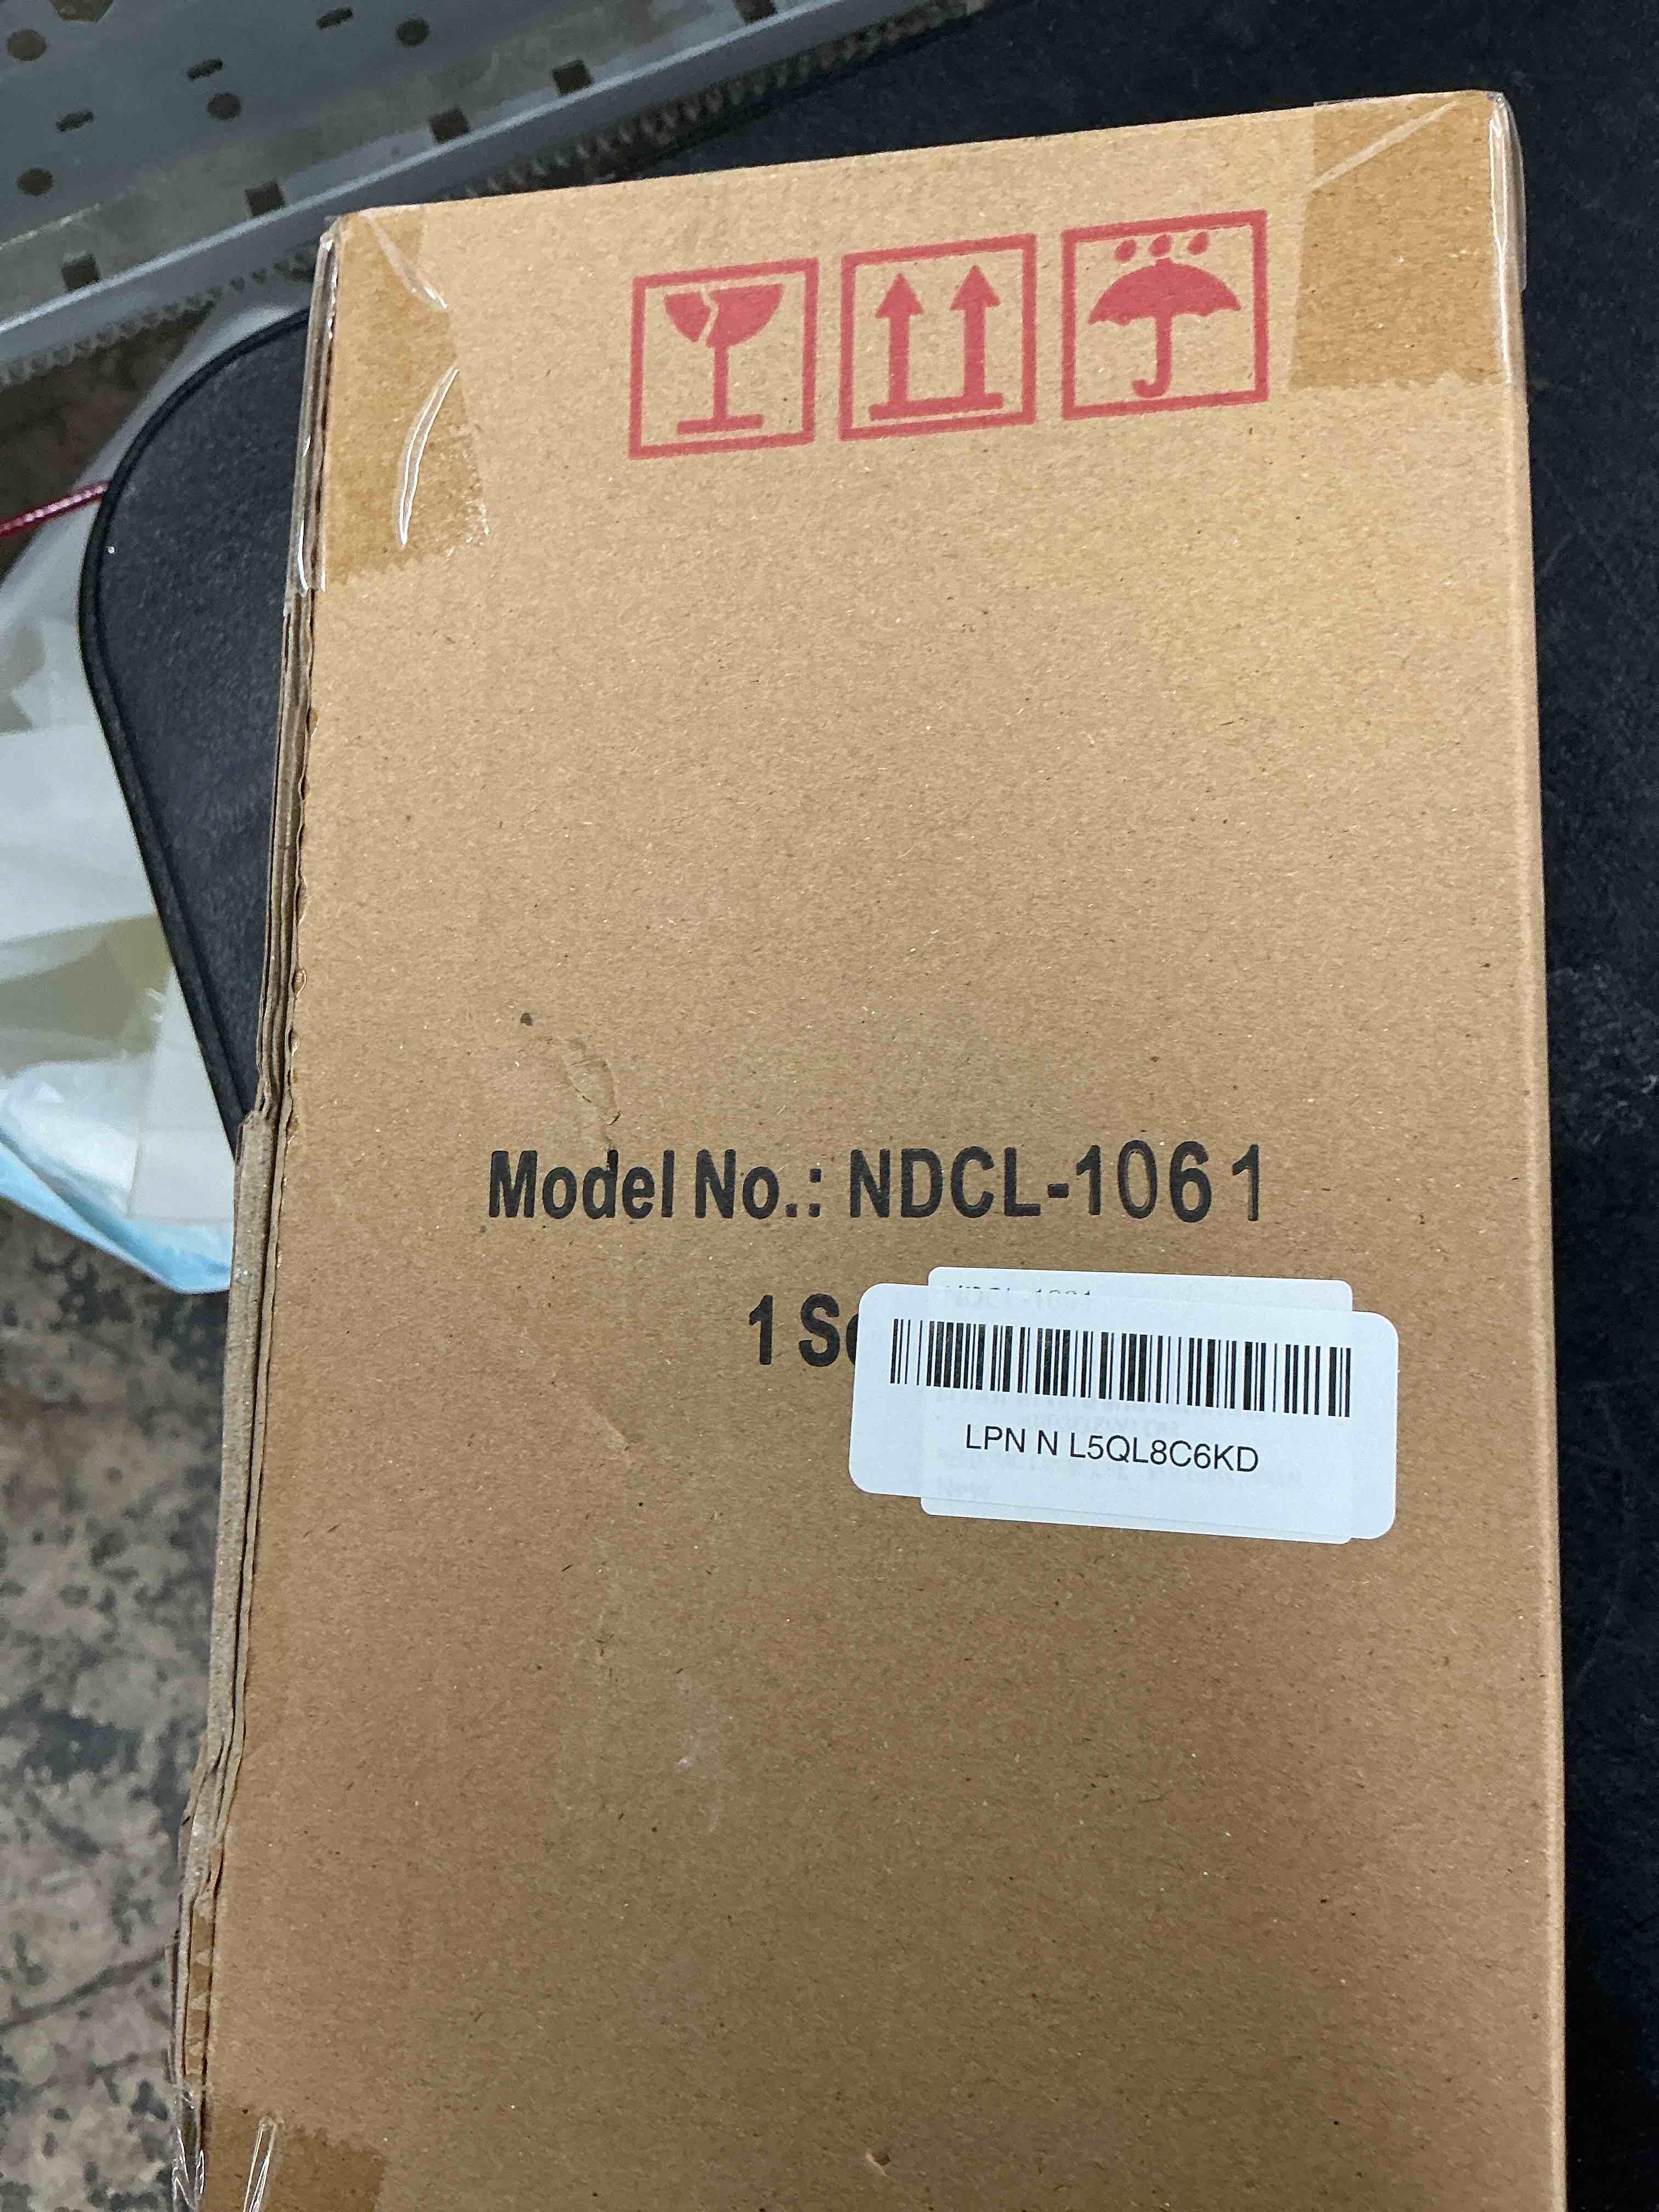 Model No.: NDCL-1061
1
LPN N L5QL8C6KD